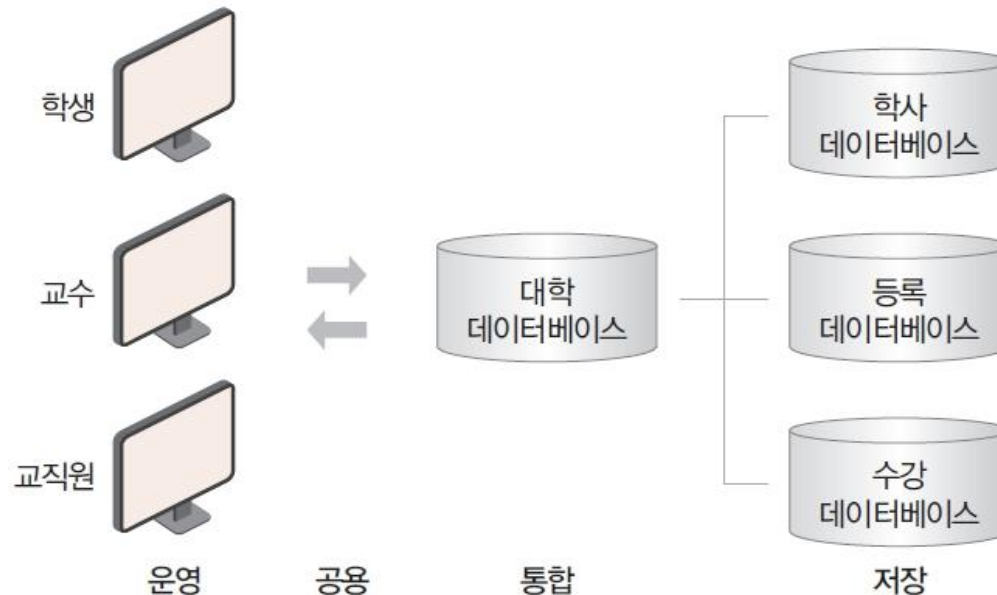 학생
교수
교직원
대학
데이터베이스
학사
데이터베이스
등록
데이터베이스
수강
데이터베이스
운영
공용
통합
저장